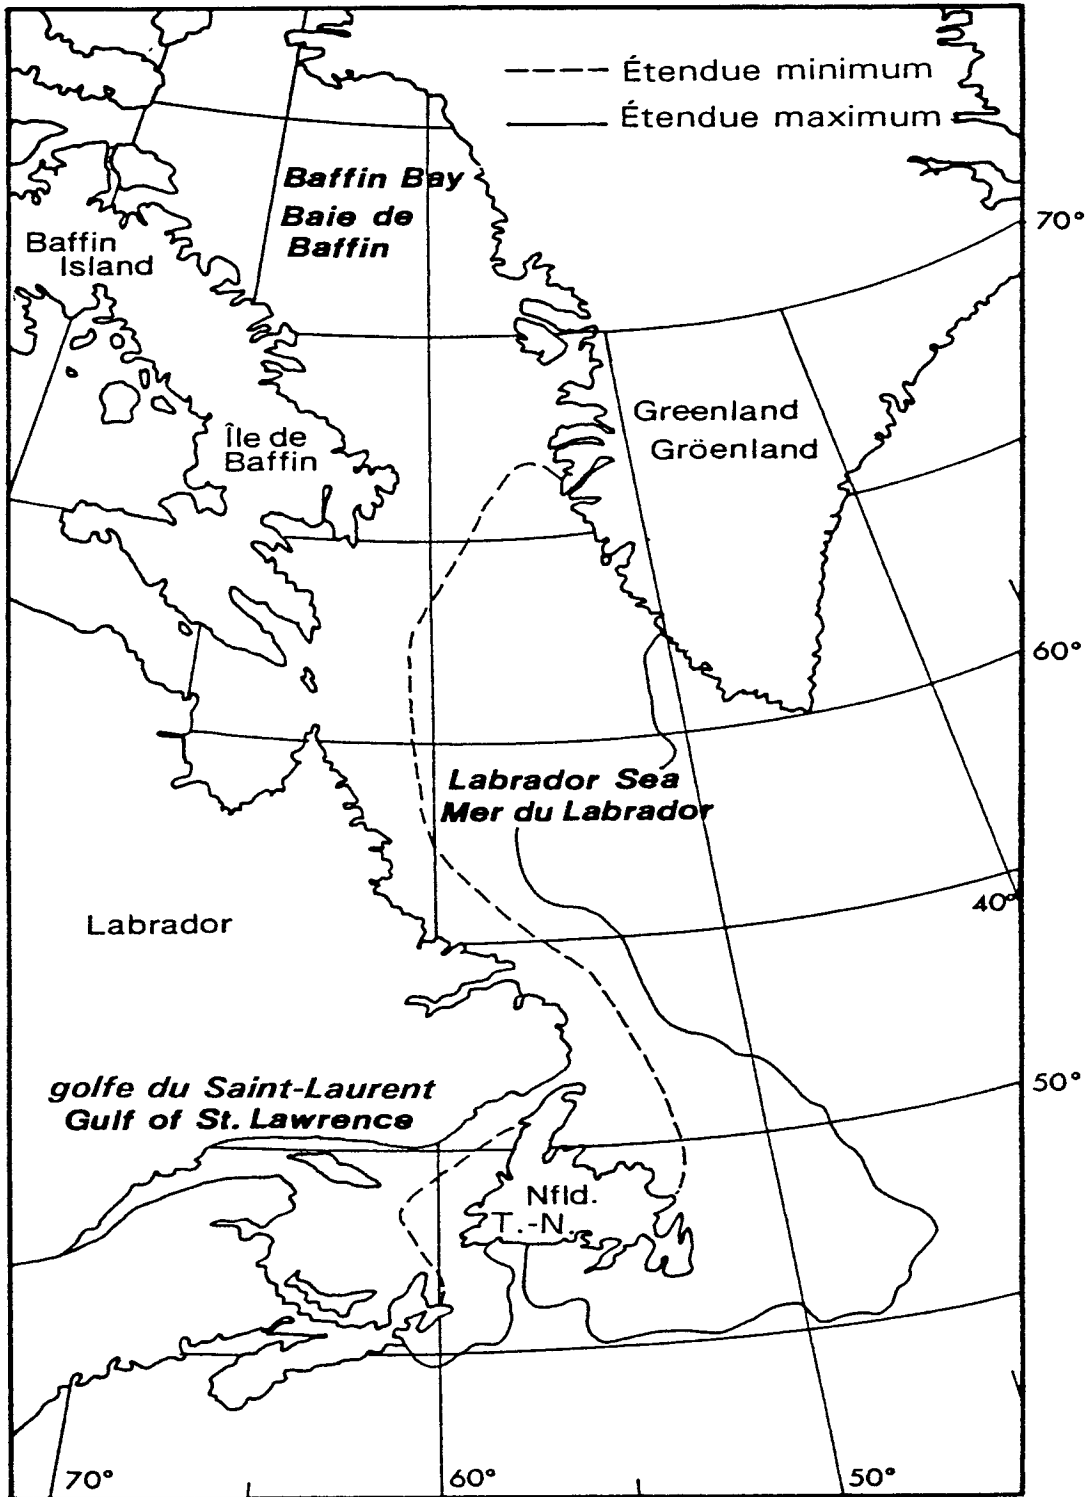 Étendue minimum
Étendue maximum
Baffin Bay
Baie de
Baffin
70°
Baffin
Island
Greenland
Gröenland
Île de
Baffin
60°
Labrador Sea
Mer du Labrador
40°
Labrador
50°
golfe du Saint-Laurent
Gulf of St. Lawrence
Nfld.
T.-N.
70°
60°
50°